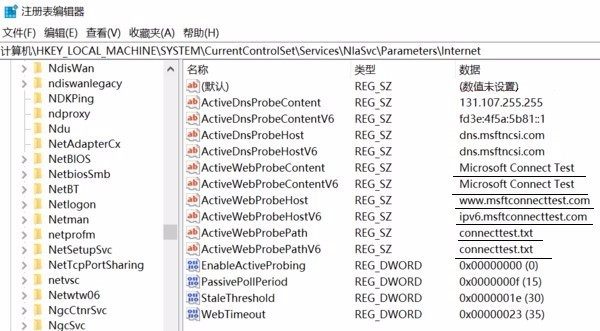 注册表编辑器
文件(F) 编辑(E) 查看(V) 收藏夹(A) 帮助(H)
计算机\HKEY_LOCAL_MACHINE\SYSTEM\CurrentControlSet\Services\NlaSvc\Parameters\Internet
NdisWan
ndiswanlegacy
NDKPing
ndproxy
Ndu
NetAdapterCx
NetBIOS
NetbiosSmb
NetBT
Netlogon
Netman
netprofm
NetSetupSvc
NetTcpPortSharing
netvsc
Netwtw06
NgcCtnrSvc
NgcSvc
名称 类型 数据
(默认) REG_SZ (数值未设置)
ActiveDnsProbeContent REG_SZ 131.107.255.255
ActiveDnsProbeContentV6 REG_SZ fd3e:4f5a:5b81::1
ActiveDnsProbeHost REG_SZ dns.msftncsi.com
ActiveDnsProbeHostV6 REG_SZ dns.msftncsi.com
ActiveWebProbeContent REG_SZ Microsoft Connect Test
ActiveWebProbeContentV6 REG_SZ Microsoft Connect Test
ActiveWebProbeHost REG_SZ www.msftconnecttest.com
ActiveWebProbeHostV6 REG_SZ ipv6.msftconnecttest.com
ActiveWebProbePath REG_SZ connecttest.txt
ActiveWebProbePathV6 REG_SZ connecttest.txt
EnableActiveProbing REG_DWORD 0x00000000 (0)
PassivePollPeriod REG_DWORD 0x0000000f (15)
StaleThreshold REG_DWORD 0x0000001e (30)
WebTimeout REG_DWORD 0x00000023 (35)